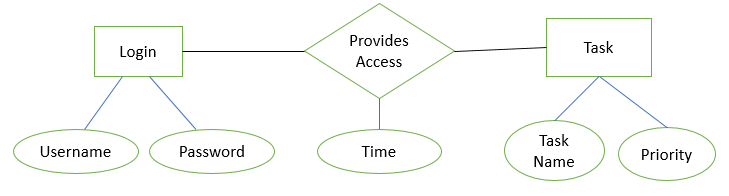 Login
Provides
Access
Task
Username
Password
Time
Task
Name
Priority